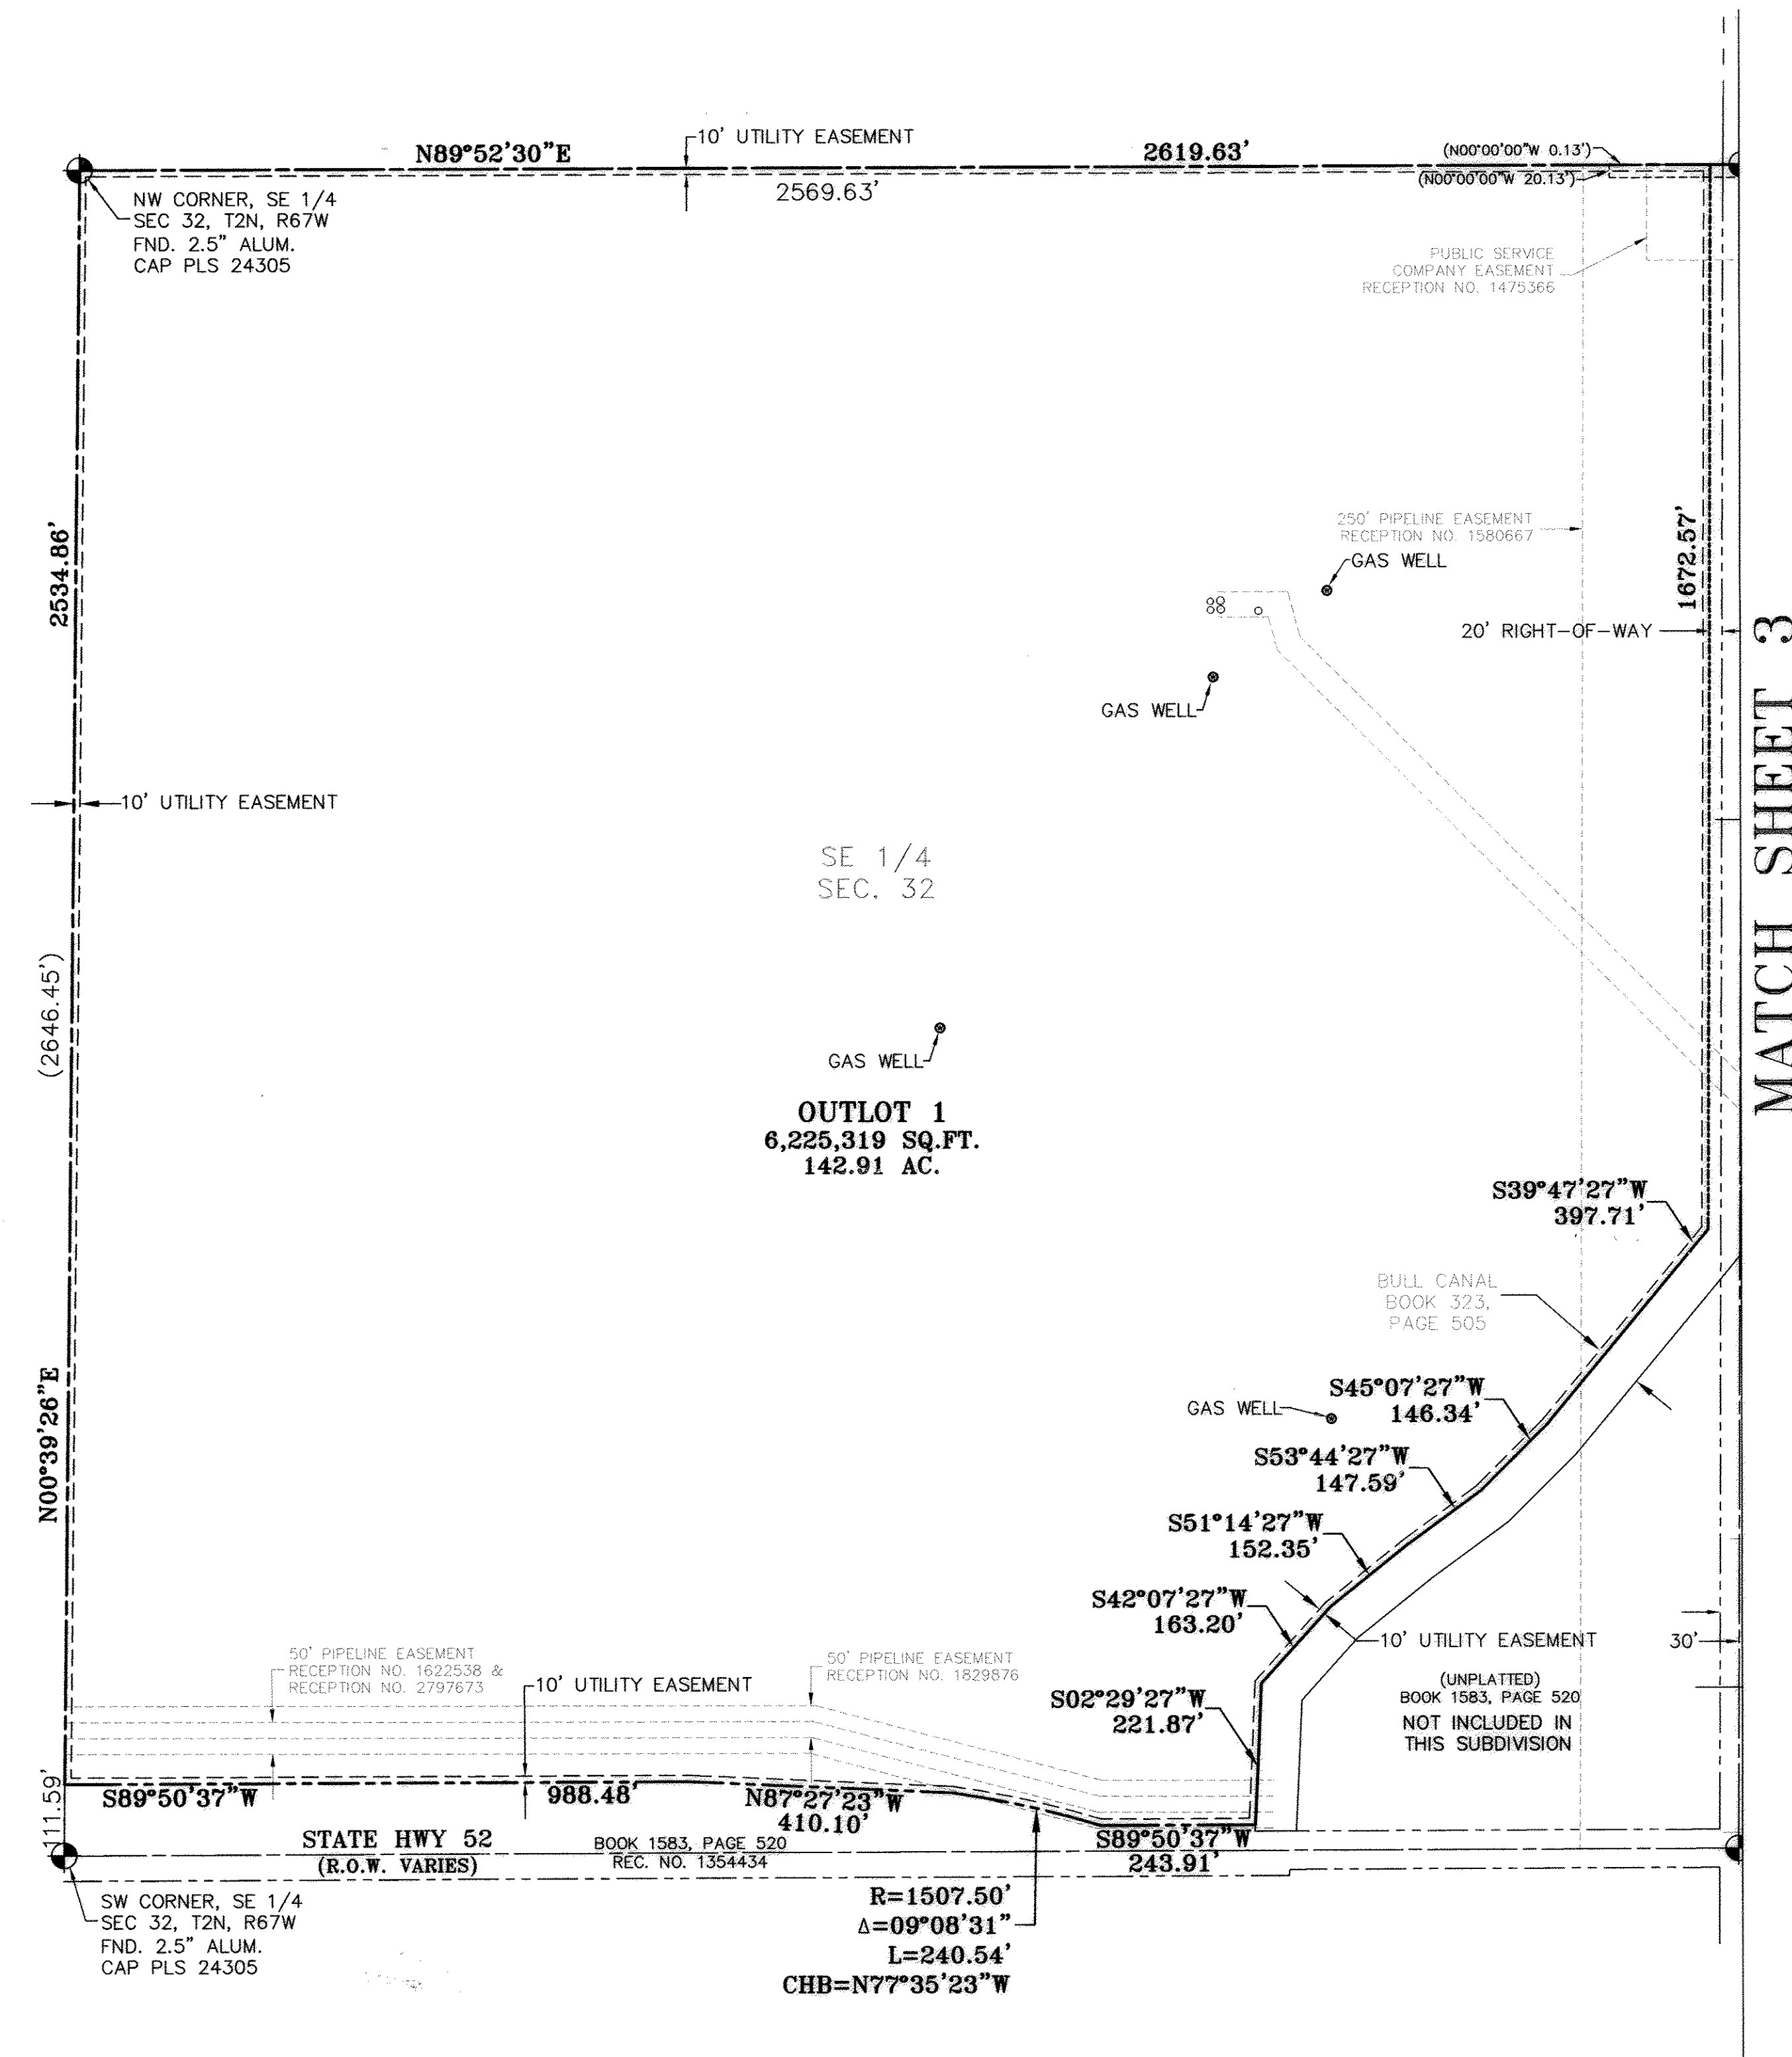 10' UTILITY EASEMENT
N89°52'30"E
2619.63'
(N00°00'00"W 0.13')
(N00°00'00"W 20.13')
2569.63'
NW CORNER, SE 1/4
SEC 32, T2N, R67W
FND. 2.5" ALUM.
CAP PLS 24305
PUBLIC SERVICE
COMPANY EASEMENT
RECEPTION NO. 1475366
250' PIPELINE EASEMENT
RECEPTION NO. 1580667
GAS WELL
2534.86'
1672.57'
20' RIGHT-OF-WAY
GAS WELL
MATCH SHEET 3
10' UTILITY EASEMENT
SE 1/4
SEC. 32
(2646.45')
GAS WELL
OUTLOT 1
6,225,319 SQ.FT.
142.91 AC.
S39°47'27"W
397.71'
BULL CANAL
BOOK 323,
PAGE 505
N00°39'26"E
S45°07'27"W
146.34'
GAS WELL
S53°44'27"W
147.59'
S51°14'27"W
152.35'
S42°07'27"W
163.20'
10' UTILITY EASEMENT
30'
50' PIPELINE EASEMENT
RECEPTION NO. 1622538 &
RECEPTION NO. 2797673
10' UTILITY EASEMENT
50' PIPELINE EASEMENT
RECEPTION NO. 1829876
(UNPLATTED)
BOOK 1583, PAGE 520
NOT INCLUDED IN
THIS SUBDIVISION
S02°29'27"W
221.87'
111.59'
S89°50'37"W
988.48'
N87°27'23"W
410.10'
STATE HWY 52
(R.O.W. VARIES)
BOOK 1583, PAGE 520
REC. NO. 1354434
S89°50'37"W
243.91'
SW CORNER, SE 1/4
SEC 32, T2N, R67W
FND. 2.5" ALUM.
CAP PLS 24305
R=1507.50'
Δ=09°08'31"
L=240.54'
CHB=N77°35'23"W